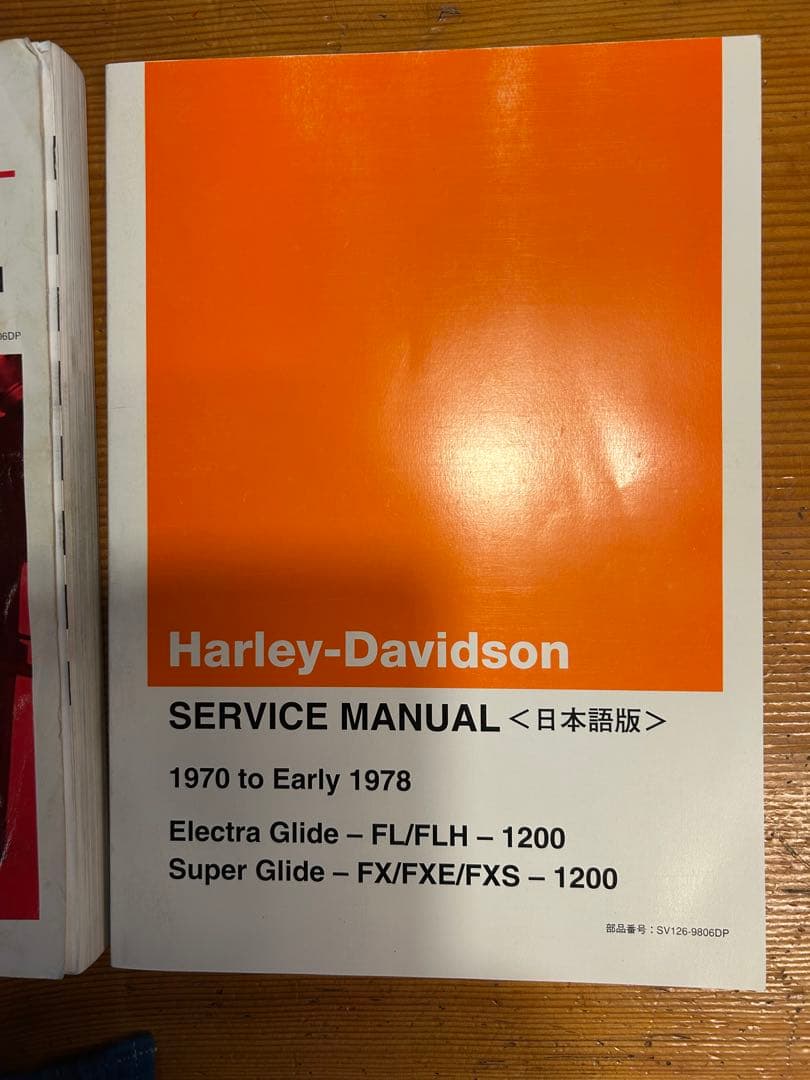 Harley-Davidson
SERVICE MANUAL <日本語版>
1970 to Early 1978
Electra Glide – FL/FLH – 1200
Super Glide – FX/FXE/FXS – 1200
部品番号：SV126-9806DP
06DP